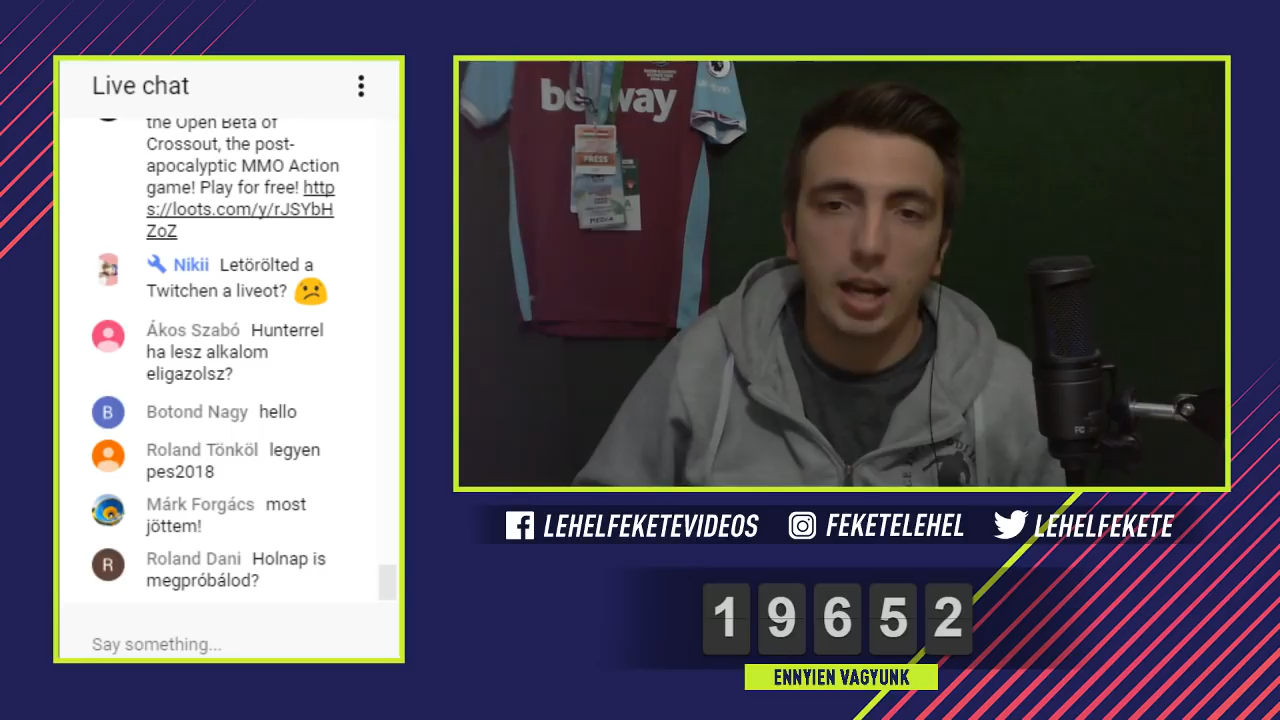 Live chat
the Open Beta of
Crossout, the post-
apocalyptic MMO Action
game! Play for free! http
s://loots.com/y/rJSYbH
ZoZ
Nikii Letörölted a
Twitchen a liveot?
Ákos Szabó Hunterrel
ha lesz alkalom
eligazolsz?
B
Botond Nagy hello
Roland Tönköl legyen
pes2018
Márk Forgács most
jöttem!
R
Roland Dani Holnap is
megpróbálod?
Say something...
PRESS
MEDIA
LEHELFEKETEVIDEOS
FEKETELEHEL
LEHELFEKETE
19652
ENNYIEN VAGYUNK